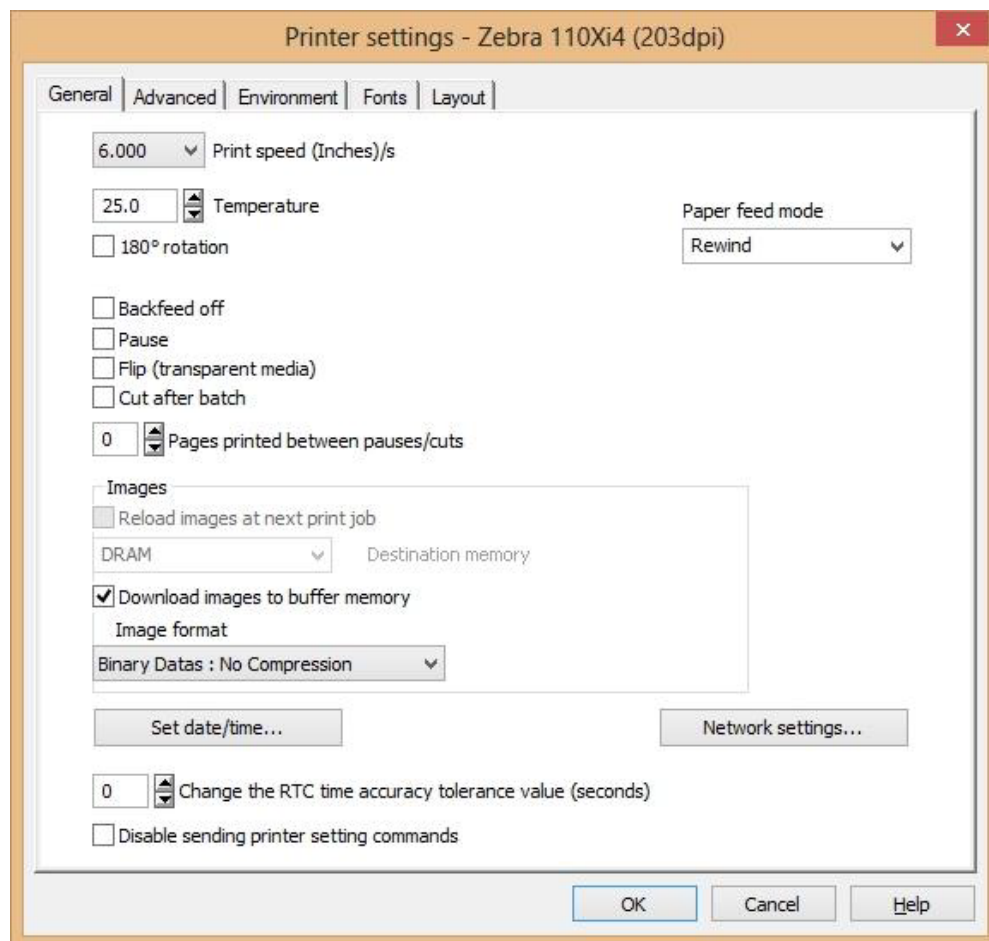 Printer settings - Zebra 110Xi4 (203dpi)
General Advanced Environment Fonts Layout
6.000 Print speed (Inches)/s
25.0 Temperature
Paper feed mode
180° rotation
Rewind
Backfeed off
Pause
Flip (transparent media)
Cut after batch
0 Pages printed between pauses/cuts
Images
Reload images at next print job
DRAM Destination memory
Download images to buffer memory
Image format
Binary Datas : No Compression
Set date/time... Network settings...
0 Change the RTC time accuracy tolerance value (seconds)
Disable sending printer setting commands
OK Cancel Help